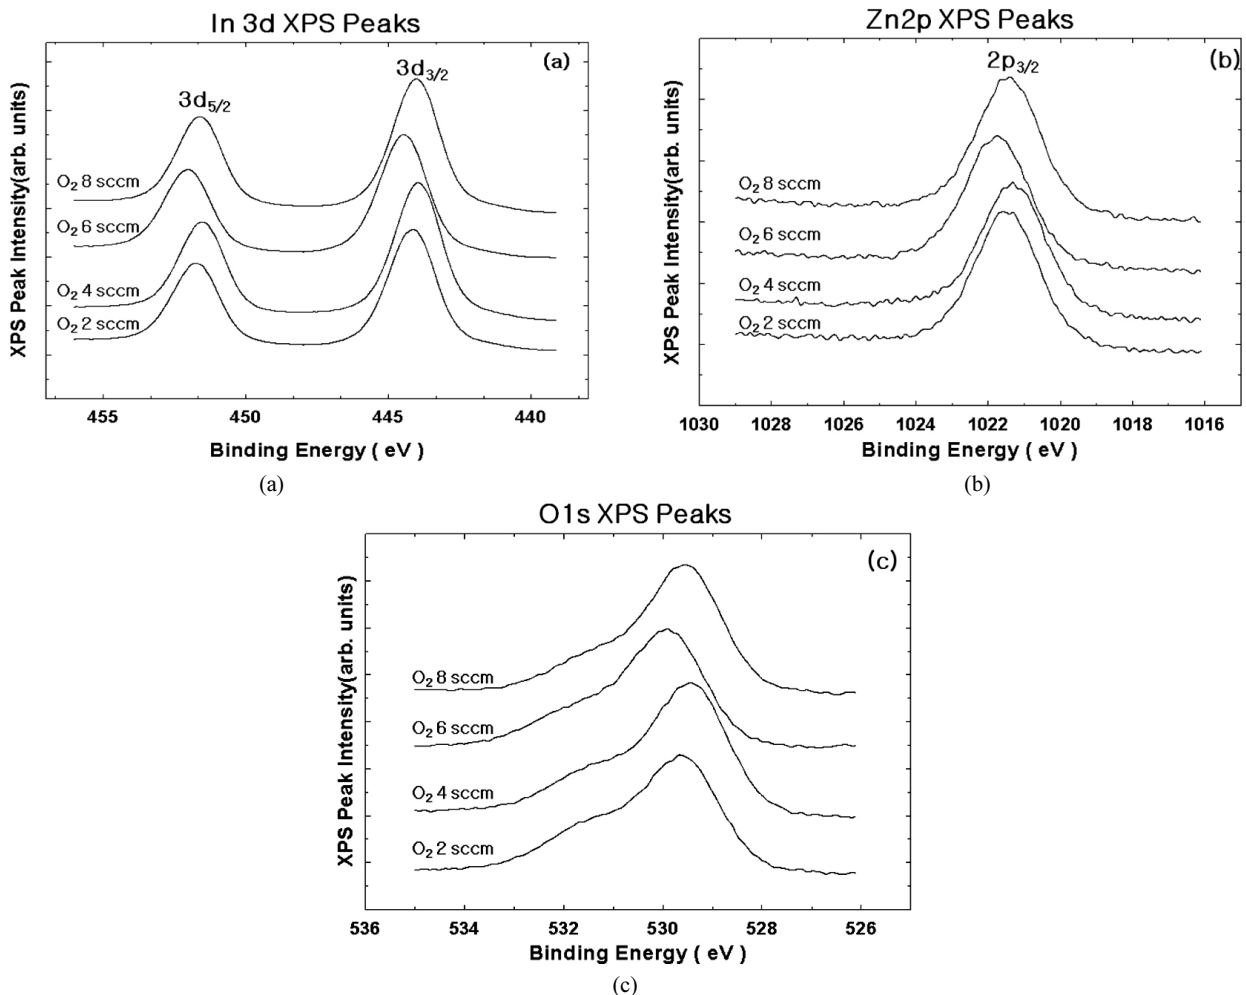 In 3d XPS Peaks
(a)
3d3/2
3d5/2
O2 8 sccm
O2 6 sccm
O2 4 sccm
O2 2 sccm
XPS Peak Intensity(arb. units)
455 450 445 440
Binding Energy ( eV )
(a)
Zn2p XPS Peaks
(b)
2p3/2
O2 8 sccm
O2 6 sccm
O2 4 sccm
O2 2 sccm
XPS Peak Intensity(arb. units)
1030 1028 1026 1024 1022 1020 1018 1016
Binding Energy ( eV )
(b)
O1s XPS Peaks
(c)
O2 8 sccm
O2 6 sccm
O2 4 sccm
O2 2 sccm
XPS Peak Intensity(arb. units)
536 534 532 530 528 526
Binding Energy ( eV )
(c)